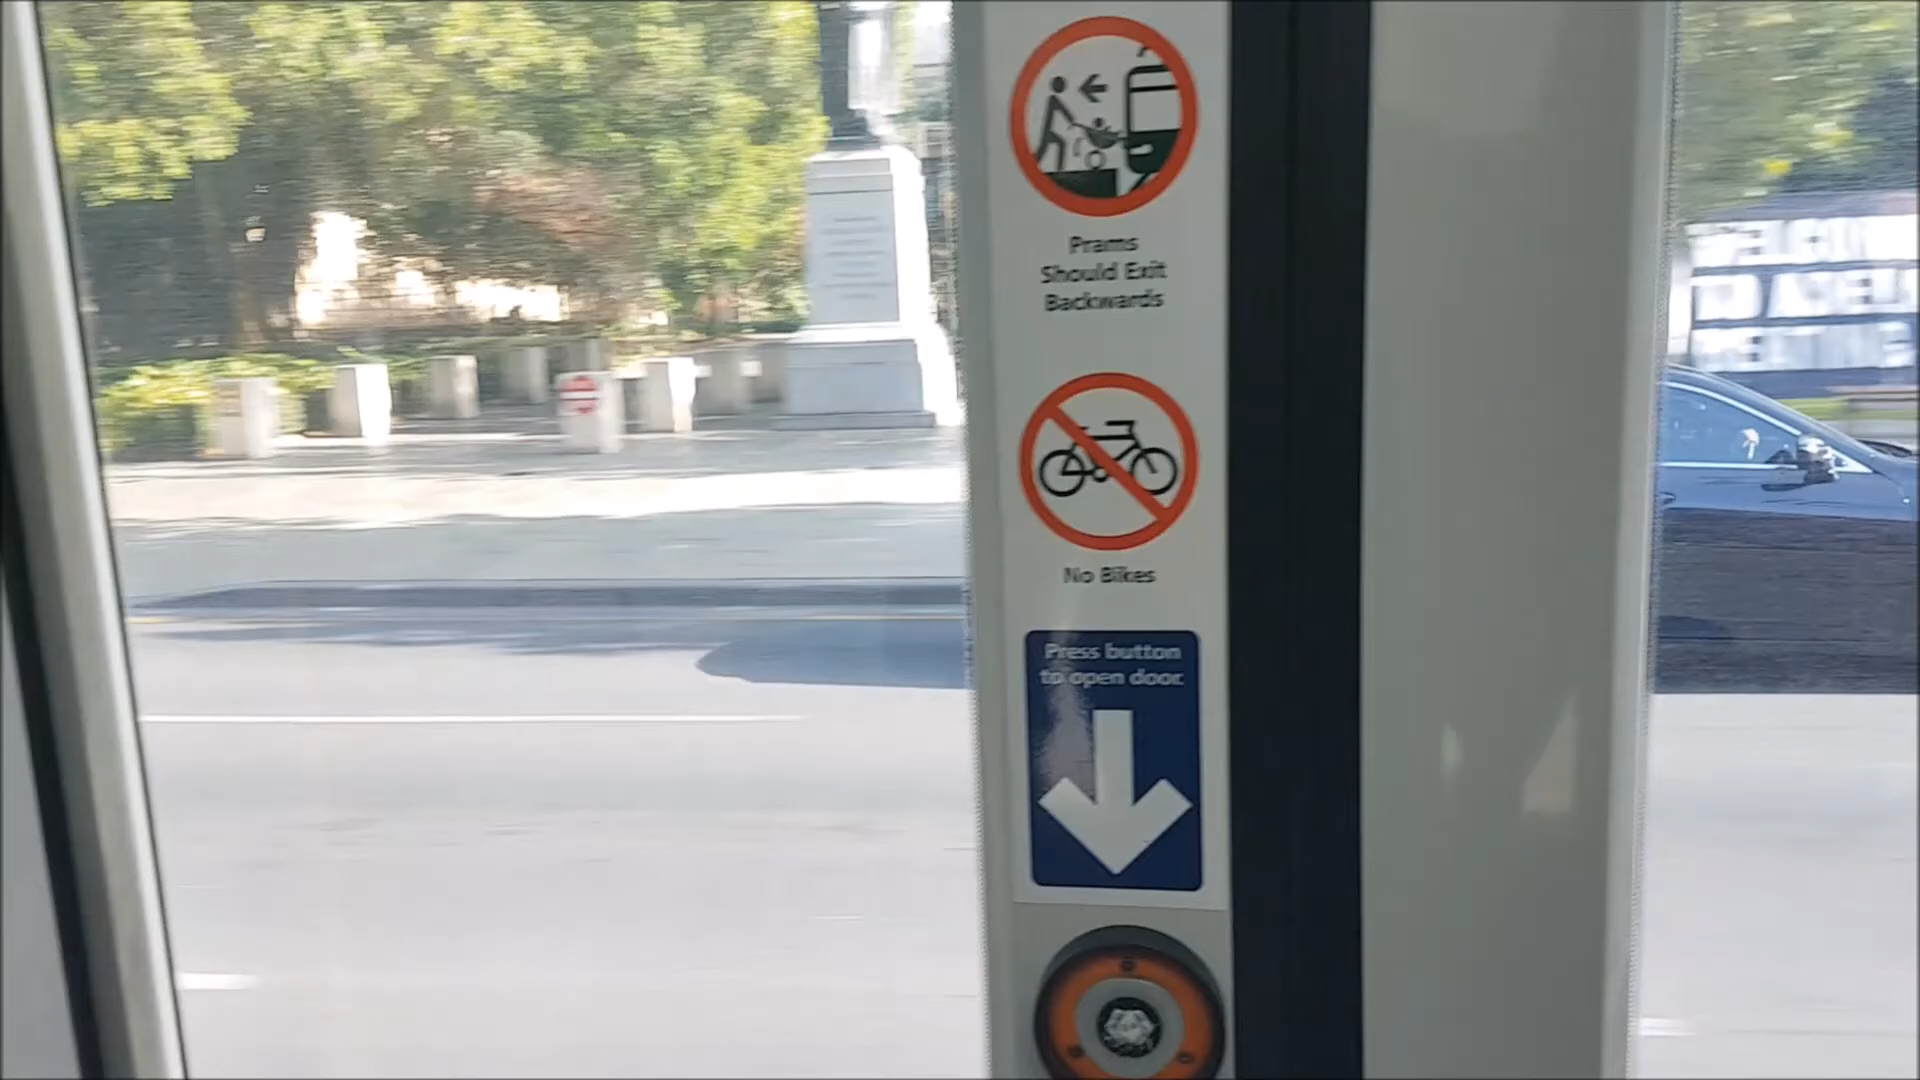 Prams
Should Exit
Backwards
No Bikes
Press button
to open door.